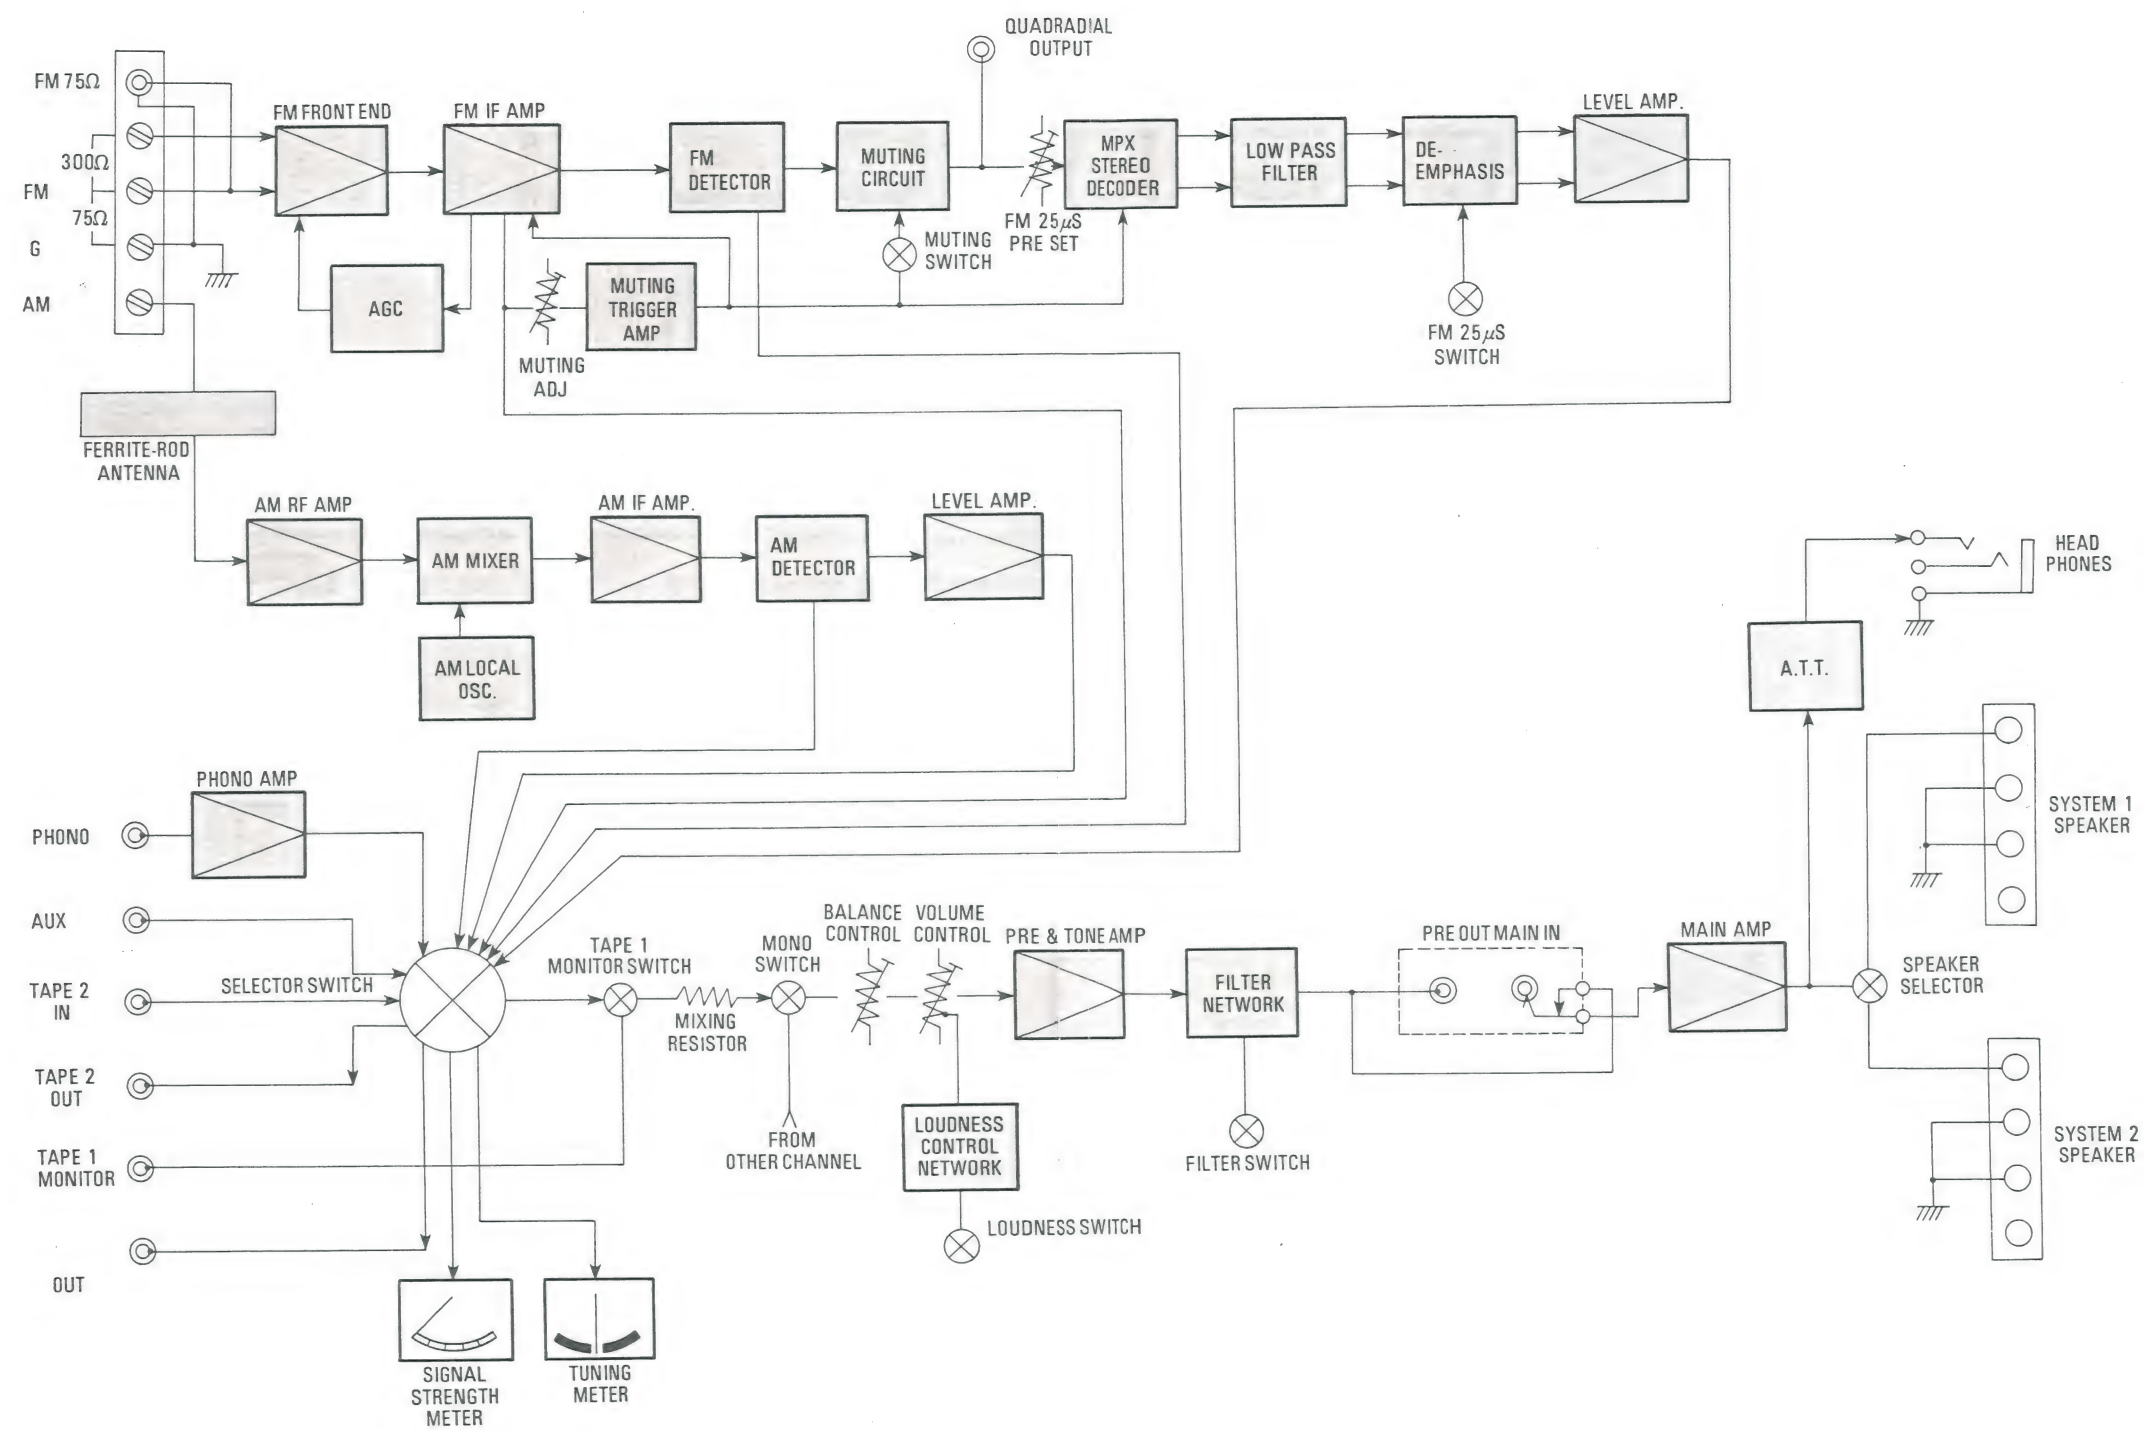 QUADRADIAL
OUTPUT
FM 75Ω
300Ω
FM
75Ω
G
AM
FM FRONT END
FM IF AMP
FM
DETECTOR
MUTING
CIRCUIT
FM 25µS
PRE SET
MPX
STEREO
DECODER
LOW PASS
FILTER
DE-
EMPHASIS
LEVEL AMP.
AGC
MUTING
ADJ
MUTING
TRIGGER
AMP
MUTING
SWITCH
FM 25µS
SWITCH
FERRITE-ROD
ANTENNA
AM RF AMP
AM MIXER
AM LOCAL
OSC.
AM IF AMP.
AM
DETECTOR
LEVEL AMP.
HEAD
PHONES
A.T.T.
PHONO AMP
PHONO
AUX
TAPE 2
IN
SELECTOR SWITCH
TAPE 2
OUT
TAPE 1
MONITOR
OUT
TAPE 1
MONITOR SWITCH
MIXING
RESISTOR
MONO
SWITCH
FROM
OTHER CHANNEL
BALANCE
CONTROL
VOLUME
CONTROL
LOUDNESS
CONTROL
NETWORK
LOUDNESS SWITCH
PRE & TONE AMP
FILTER
NETWORK
FILTER SWITCH
PRE OUT MAIN IN
MAIN AMP
SPEAKER
SELECTOR
SYSTEM 1
SPEAKER
SYSTEM 2
SPEAKER
SIGNAL
STRENGTH
METER
TUNING
METER